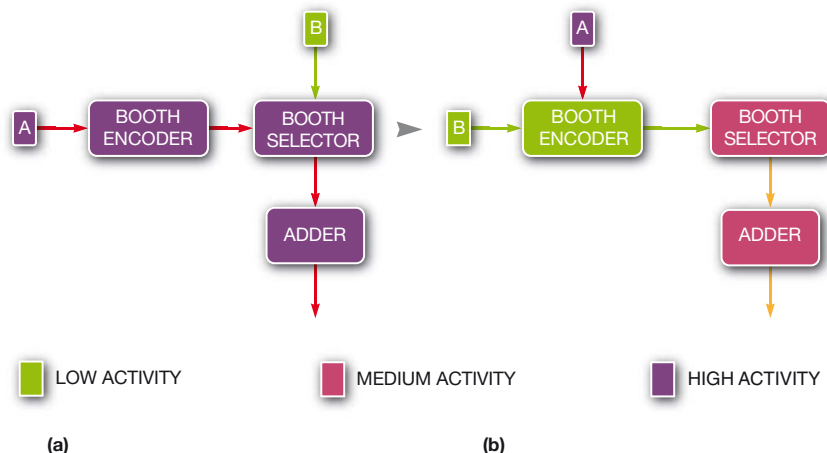 B
A
A
BOOTH
ENCODER
BOOTH
SELECTOR
B
BOOTH
ENCODER
BOOTH
SELECTOR
ADDER
ADDER
LOW ACTIVITY
MEDIUM ACTIVITY
HIGH ACTIVITY
(a)
(b)